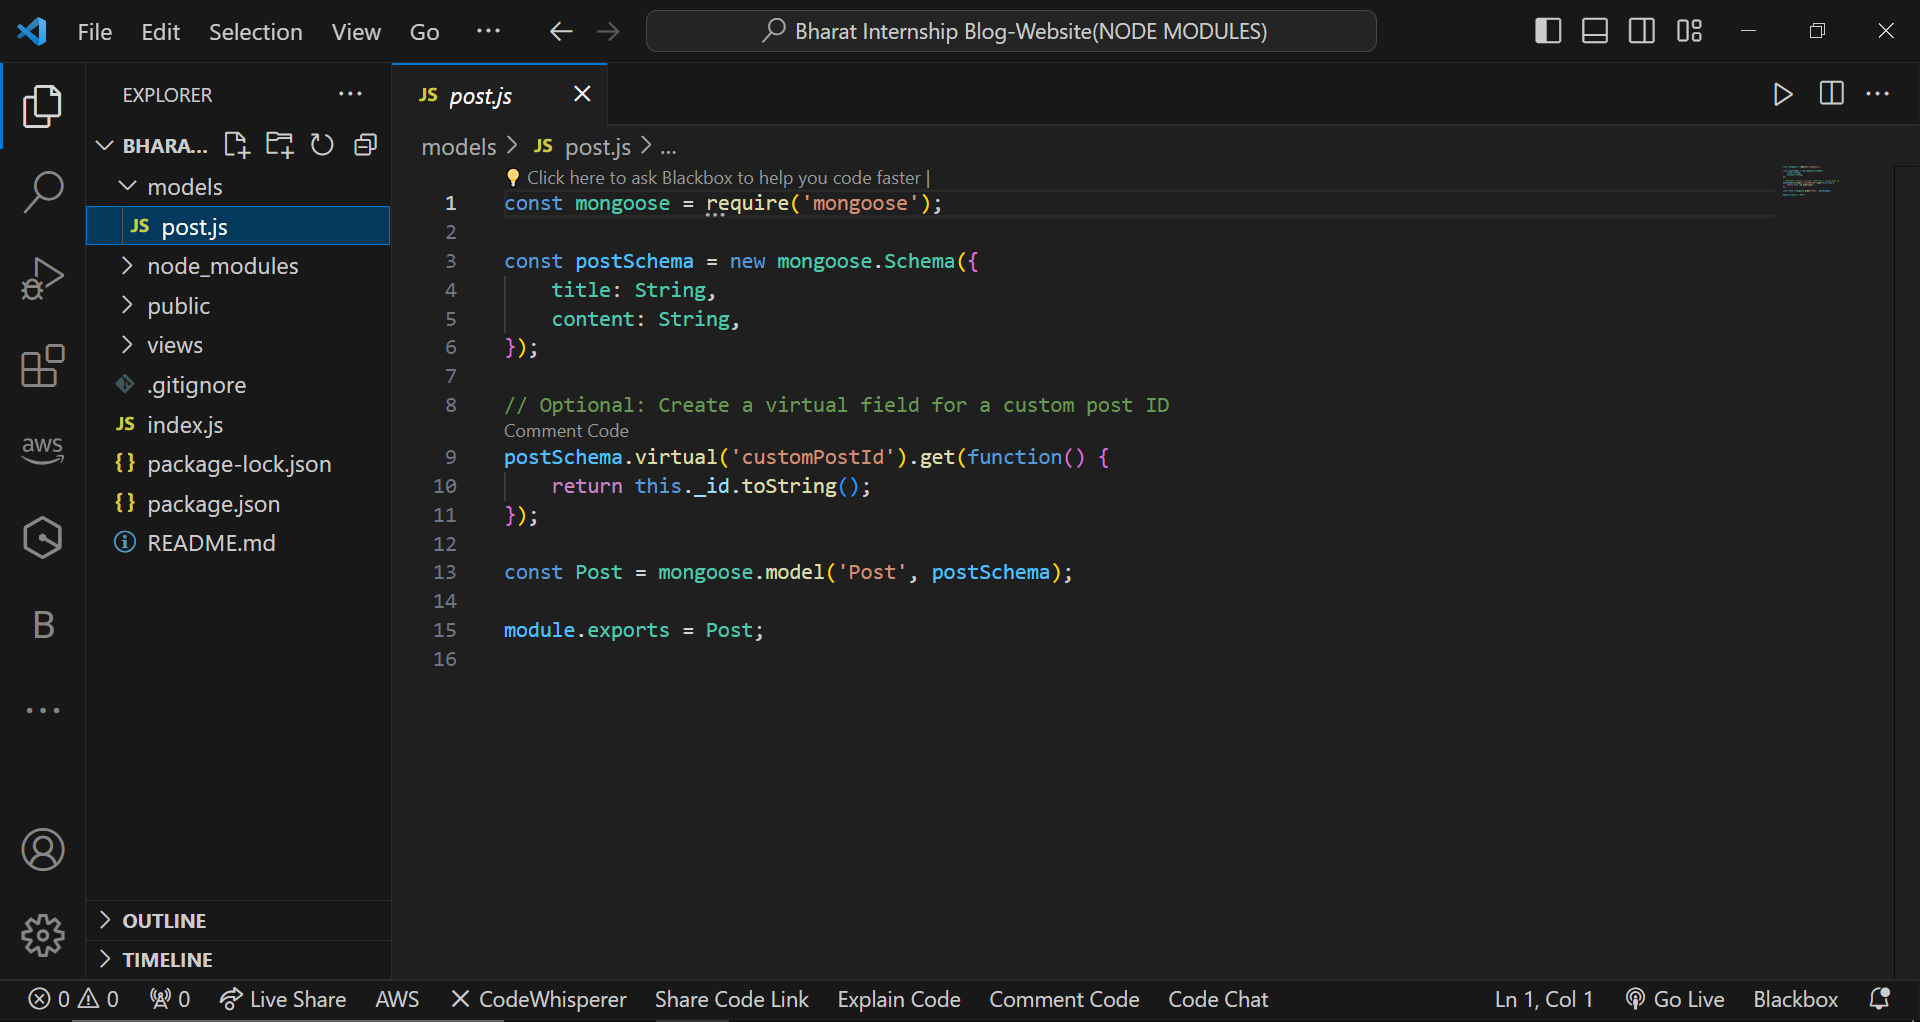 File Edit Selection View Go ··· Bharat Internship Blog-Website(NODE MODULES)
EXPLORER
BHARA...
models
JS post.js
node_modules
public
views
.gitignore
JS index.js
{} package-lock.json
{} package.json
README.md
OUTLINE
TIMELINE
aws
B
JS post.js
models > JS post.js > ...
Click here to ask Blackbox to help you code faster |
1 const mongoose = require('mongoose');
2
3 const postSchema = new mongoose.Schema({
4     title: String,
5     content: String,
6 });
7
8 // Optional: Create a virtual field for a custom post ID
Comment Code
9 postSchema.virtual('customPostId').get(function() {
10     return this._id.toString();
11 });
12
13 const Post = mongoose.model('Post', postSchema);
14
15 module.exports = Post;
16
0 0 0 Live Share AWS CodeWhisperer Share Code Link Explain Code Comment Code Code Chat Ln 1, Col 1 Go Live Blackbox